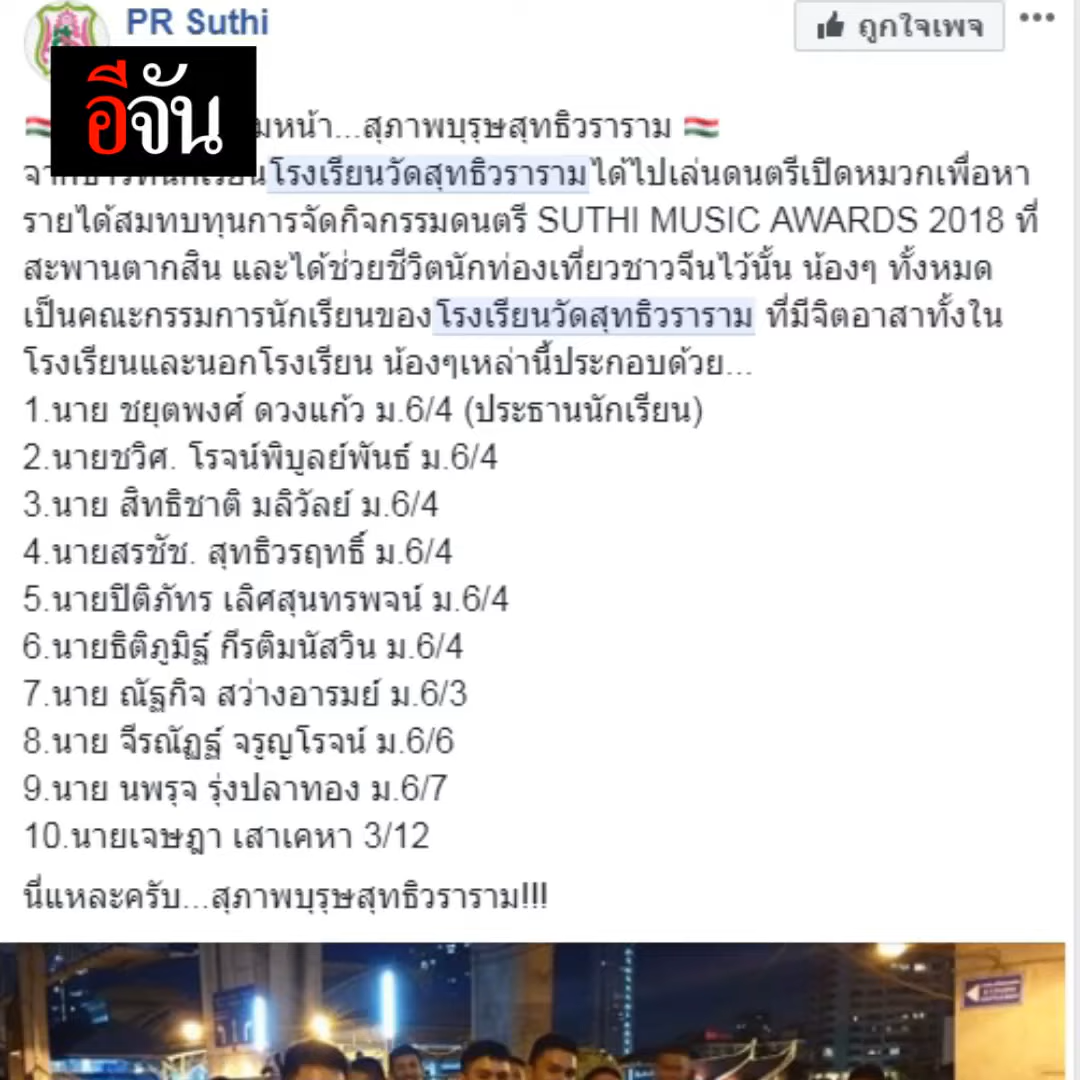 PR Suthi
ถูกใจเพจ
อีจัน
มหน้า...สุภาพบุรุษสุทธิวราราม
โรงเรียนวัดสุทธิวรารามได้ไปเล่นดนตรีเปิดหมวกเพื่อหา
รายได้สมทบทุนการจัดกิจกรรมดนตรี SUTHI MUSIC AWARDS 2018 ที่
สะพานตากสิน และได้ช่วยชีวิตนักท่องเที่ยวชาวจีนไว้นั้น น้องๆ ทั้งหมด
เป็นคณะกรรมการนักเรียนของโรงเรียนวัดสุทธิวราราม ที่มีจิตอาสาทั้งใน
โรงเรียนและนอกโรงเรียน น้องๆเหล่านี้ประกอบด้วย...
1.นาย ชยุตพงศ์ ดวงแก้ว ม.6/4 (ประธานนักเรียน)
2.นายชวิศ. โรจน์พิบูลย์พันธ์ ม.6/4
3.นาย สิทธิชาติ มลิวัลย์ ม.6/4
4.นายสรชัช. สุทธิวรฤทธิ์ ม.6/4
5.นายปิติภัทร เลิศสุนทรพจน์ ม.6/4
6.นายธิติภูมิฐ์ กีรติมนัสวิน ม.6/4
7.นาย ณัฐกิจ สว่างอารมย์ ม.6/3
8.นาย จีรณัฏฐ์ จรูญโรจน์ ม.6/6
9.นาย นพรุจ รุ่งปลาทอง ม.6/7
10.นายเจษฎา เสาเคหา 3/12
นี่แหละครับ...สุภาพบุรุษสุทธิวราราม!!!